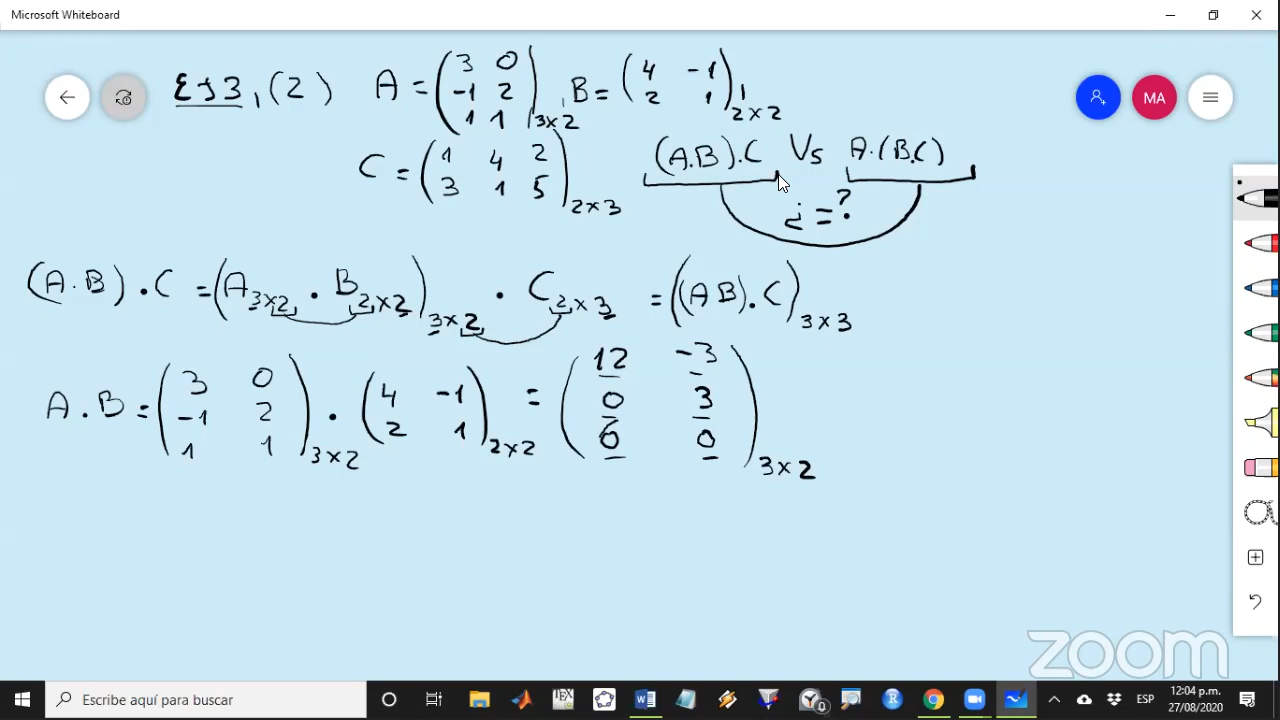 Microsoft Whiteboard
Ej 3, (2) A = (3 0; -1 2; 1 1)3x2, B = (4 -1; 2 1)2x2,
C = (1 4 2; 3 1 5)2x3 (A.B).C Vs A.(B.C)
¿=?
(A.B).C = (A3x2 . B2x2)3x2 . C2x3 = ((AB).C)3x3
A.B = (3 0; -1 2; 1 1)3x2 . (4 -1; 2 1)2x2 = (12 -3; 0 3; 6 0)3x2
MA
zoom
Escribe aquí para buscar
ESP
12:04 p.m.
27/08/2020